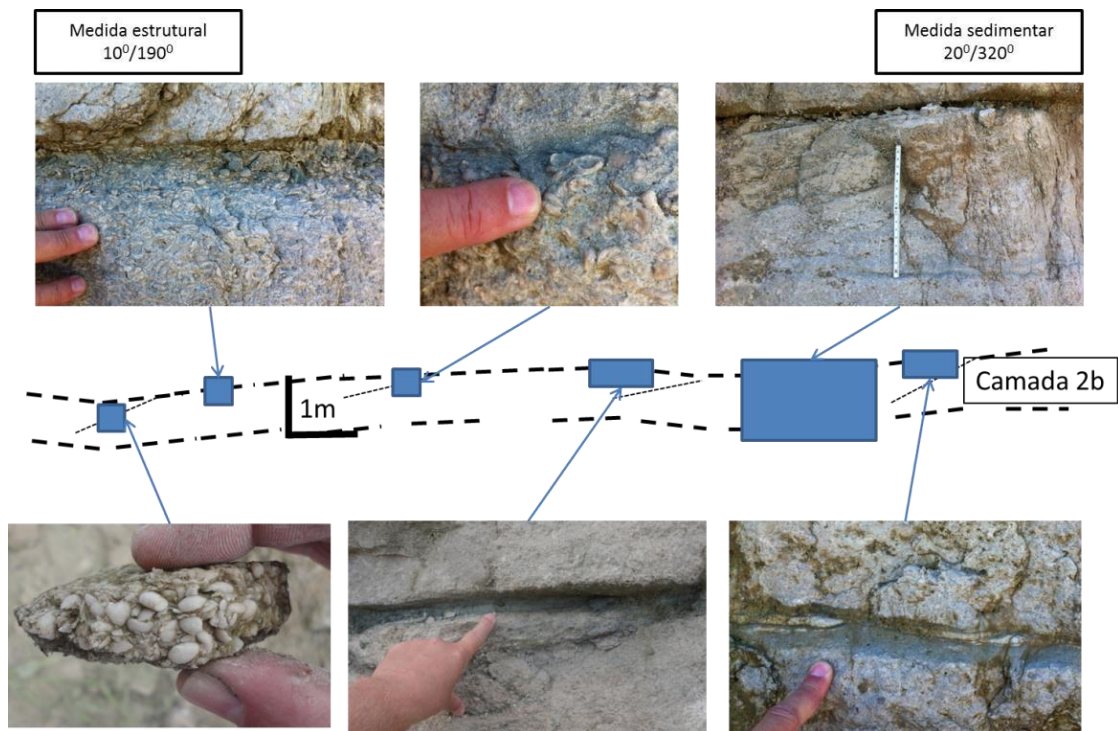 Medida estrutural
10⁰/190⁰
Medida sedimentar
20⁰/320⁰
1m
Camada 2b